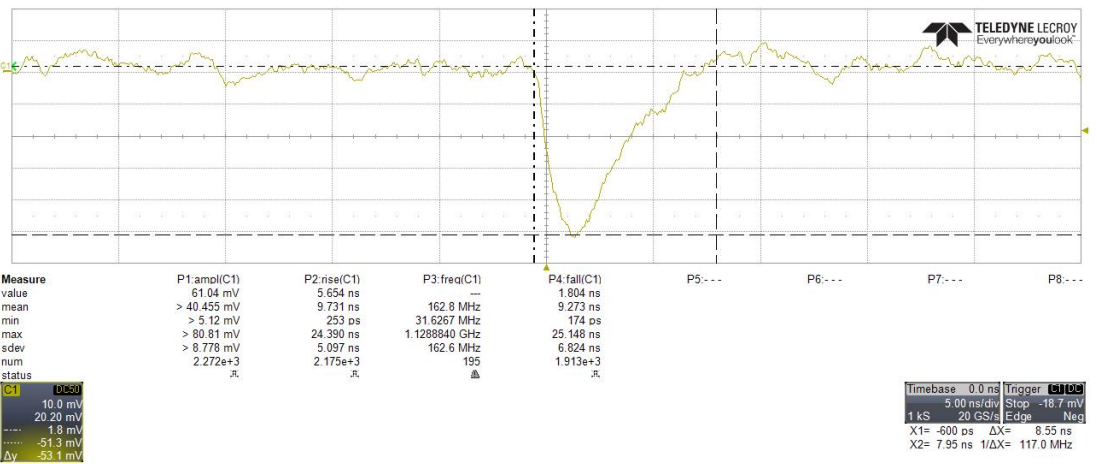 TELEDYNE LECROY
Everywhereyoulook™
C1
Measure P1:ampl(C1) P2:rise(C1) P3:freq(C1) P4:fall(C1) P5:--- P6:--- P7:--- P8:---
value 61.04 mV 5.654 ns --- 1.804 ns
mean > 40.455 mV 9.731 ns 162.8 MHz 9.273 ns
min > 5.12 mV 253 ps 31.6267 MHz 174 ps
max > 80.81 mV 24.390 ns 1.1288840 GHz 25.148 ns
sdev > 8.778 mV 5.097 ns 162.6 MHz 6.824 ns
num 2.272e+3 2.175e+3 195 1.913e+3
status
C1 DC50
10.0 mV
20.20 mV
1.8 mV
-51.3 mV
Δy -53.1 mV
Timebase 0.0 ns
5.00 ns/div
1 kS 20 GS/s
Trigger C1 DC
Stop -18.7 mV
Edge Neg
X1= -600 ps ΔX= 8.55 ns
X2= 7.95 ns 1/ΔX= 117.0 MHz